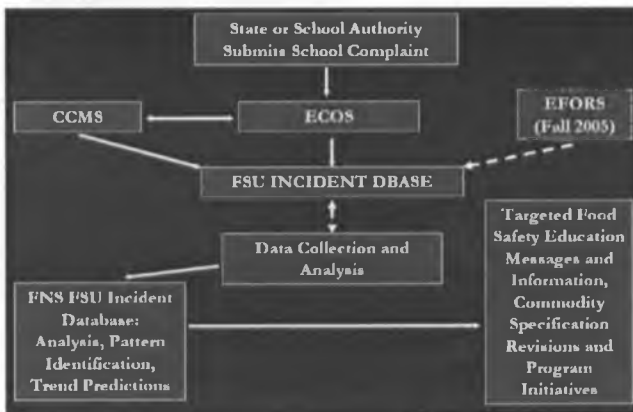 State or School Authority
Submits School Complaint
CCMS
ECOS
EFORS
(Fall 2005)
FSU INCIDENT DBASE
Data Collection and
Analysis
Targeted Food
Safety Education
Messages and
Information,
Commodity
Specification
Revisions and
Program
Initiatives
FNS FSU Incident
Database:
Analysis, Pattern
Identification,
Trend Predictions